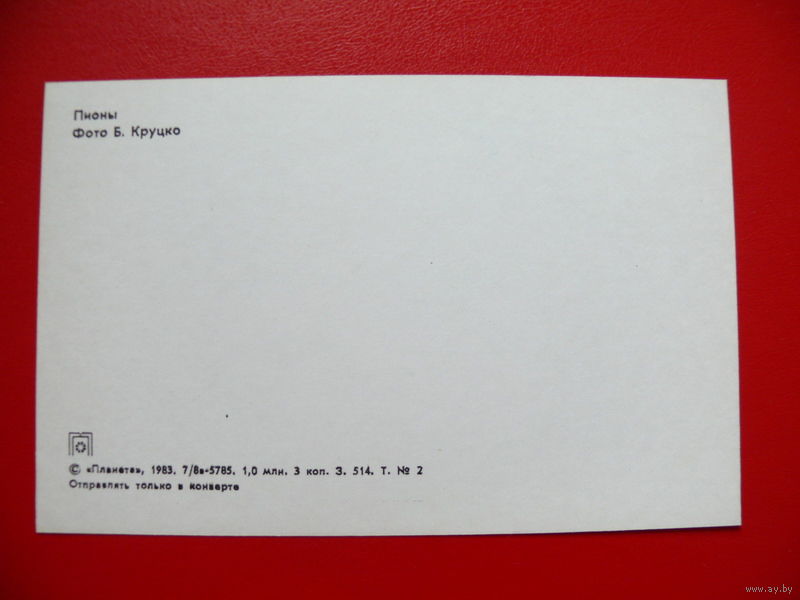 Пионы
Фото Б. Круцко
© «Планета», 1983. 7/8в-5785. 1,0 млн. 3 коп. З. 514. Т. № 2
Отправлять только в конверте
www.ay.by